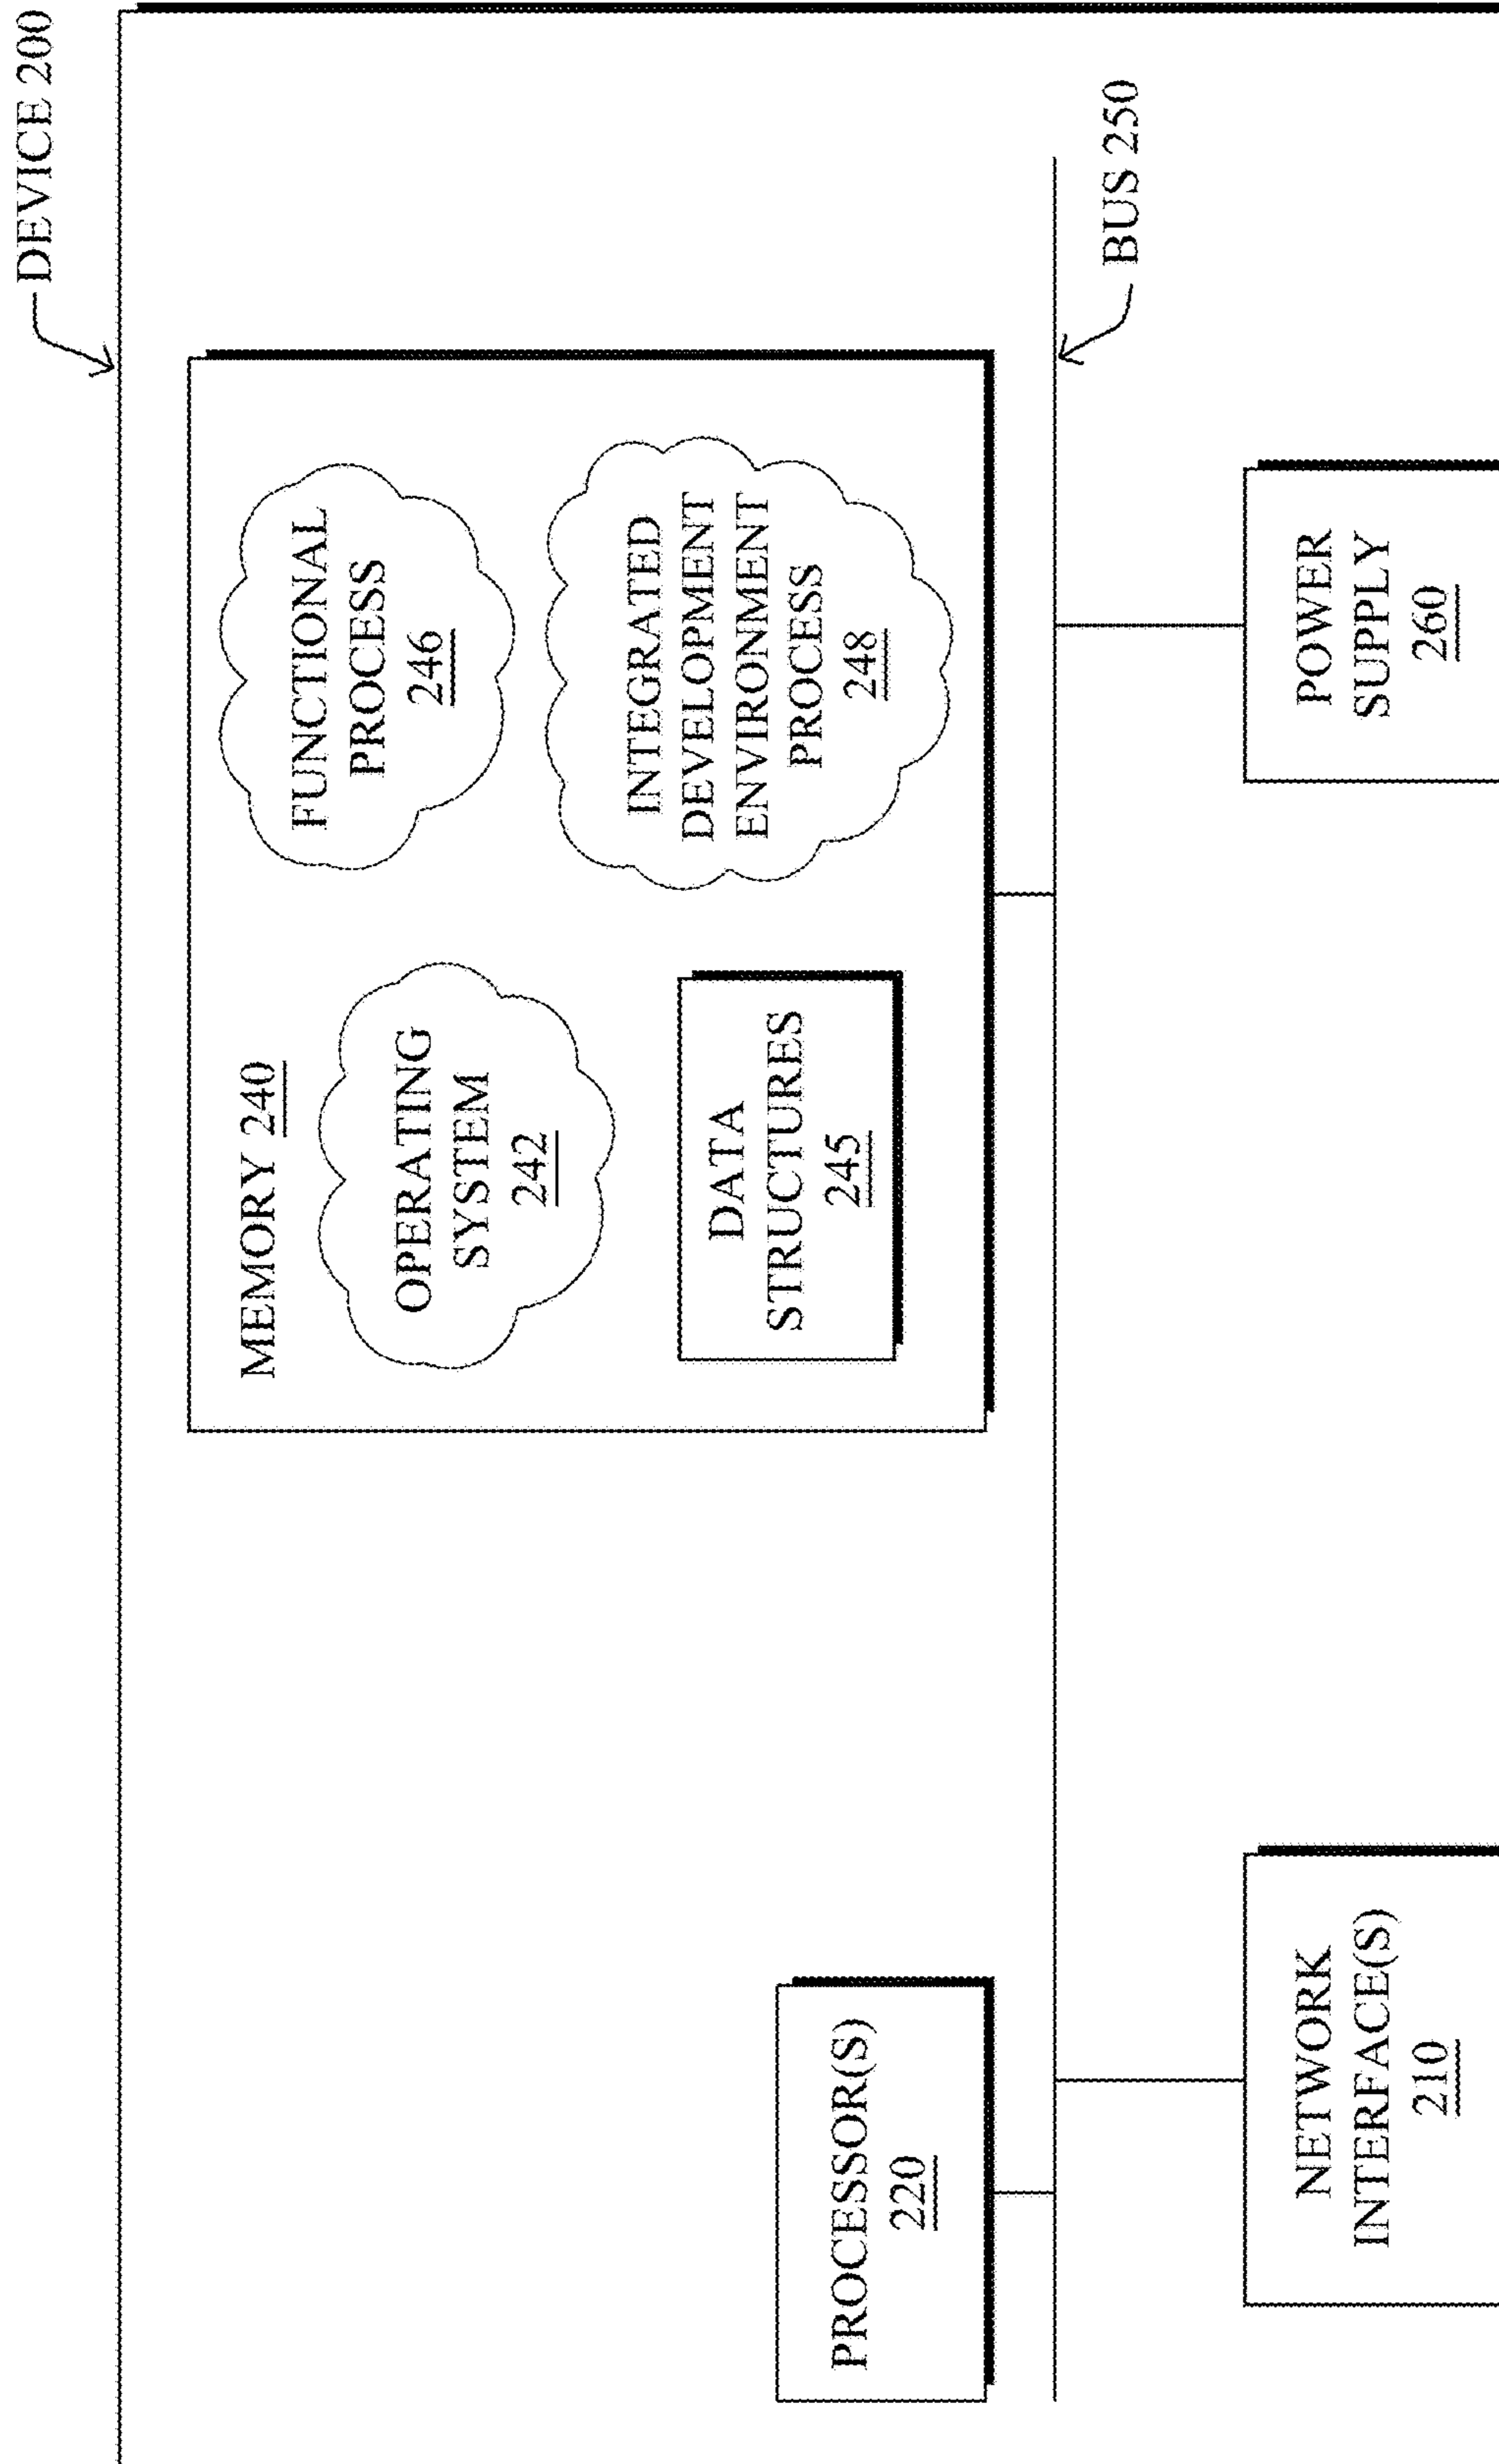 DEVICE 200
MEMORY 240
OPERATING
SYSTEM
242
FUNCTIONAL
PROCESS
246
DATA
STRUCTURES
245
INTEGRATED
DEVELOPMENT
ENVIRONMENT
PROCESS
248
PROCESSOR(S)
220
BUS 250
NETWORK
INTERFACE(S)
210
POWER
SUPPLY
260